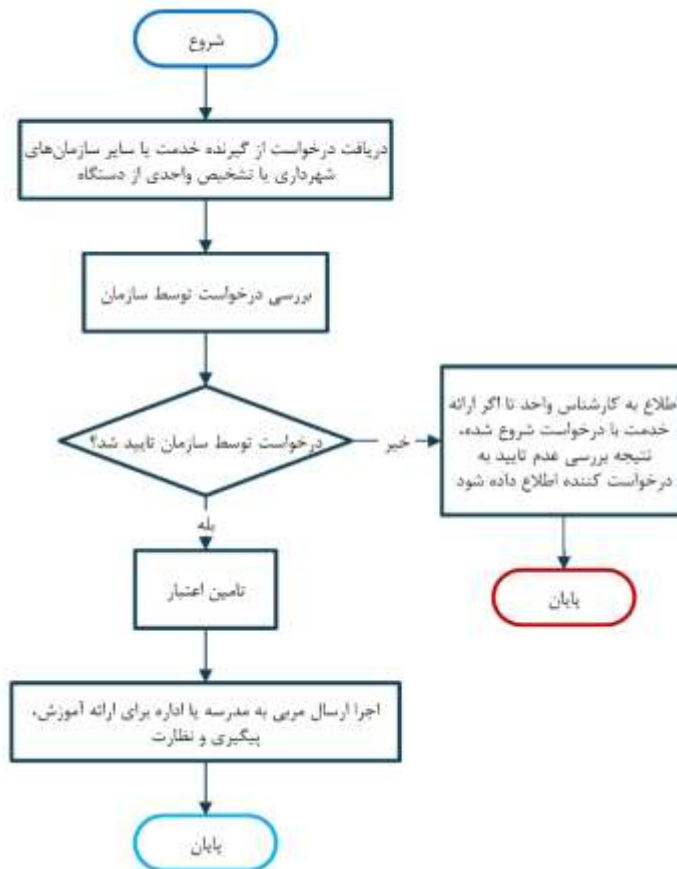 شروع
دریافت درخواست از گیرنده خدمت یا سایر سازمان‌های
شهرداری یا تشخیص واحدی از دستگاه
بررسی درخواست توسط سازمان
درخواست توسط سازمان تایید شد؟
خیر
اطلاع به کارشناس واحد تا اگر ارائه
خدمت با درخواست شروع شده،
نتیجه بررسی عدم تایید به
درخواست کننده اطلاع داده شود
پایان
بله
تامین اعتبار
اجرا ارسال مربی به مدرسه یا اداره برای ارائه آموزش،
پیگیری و نظارت
پایان